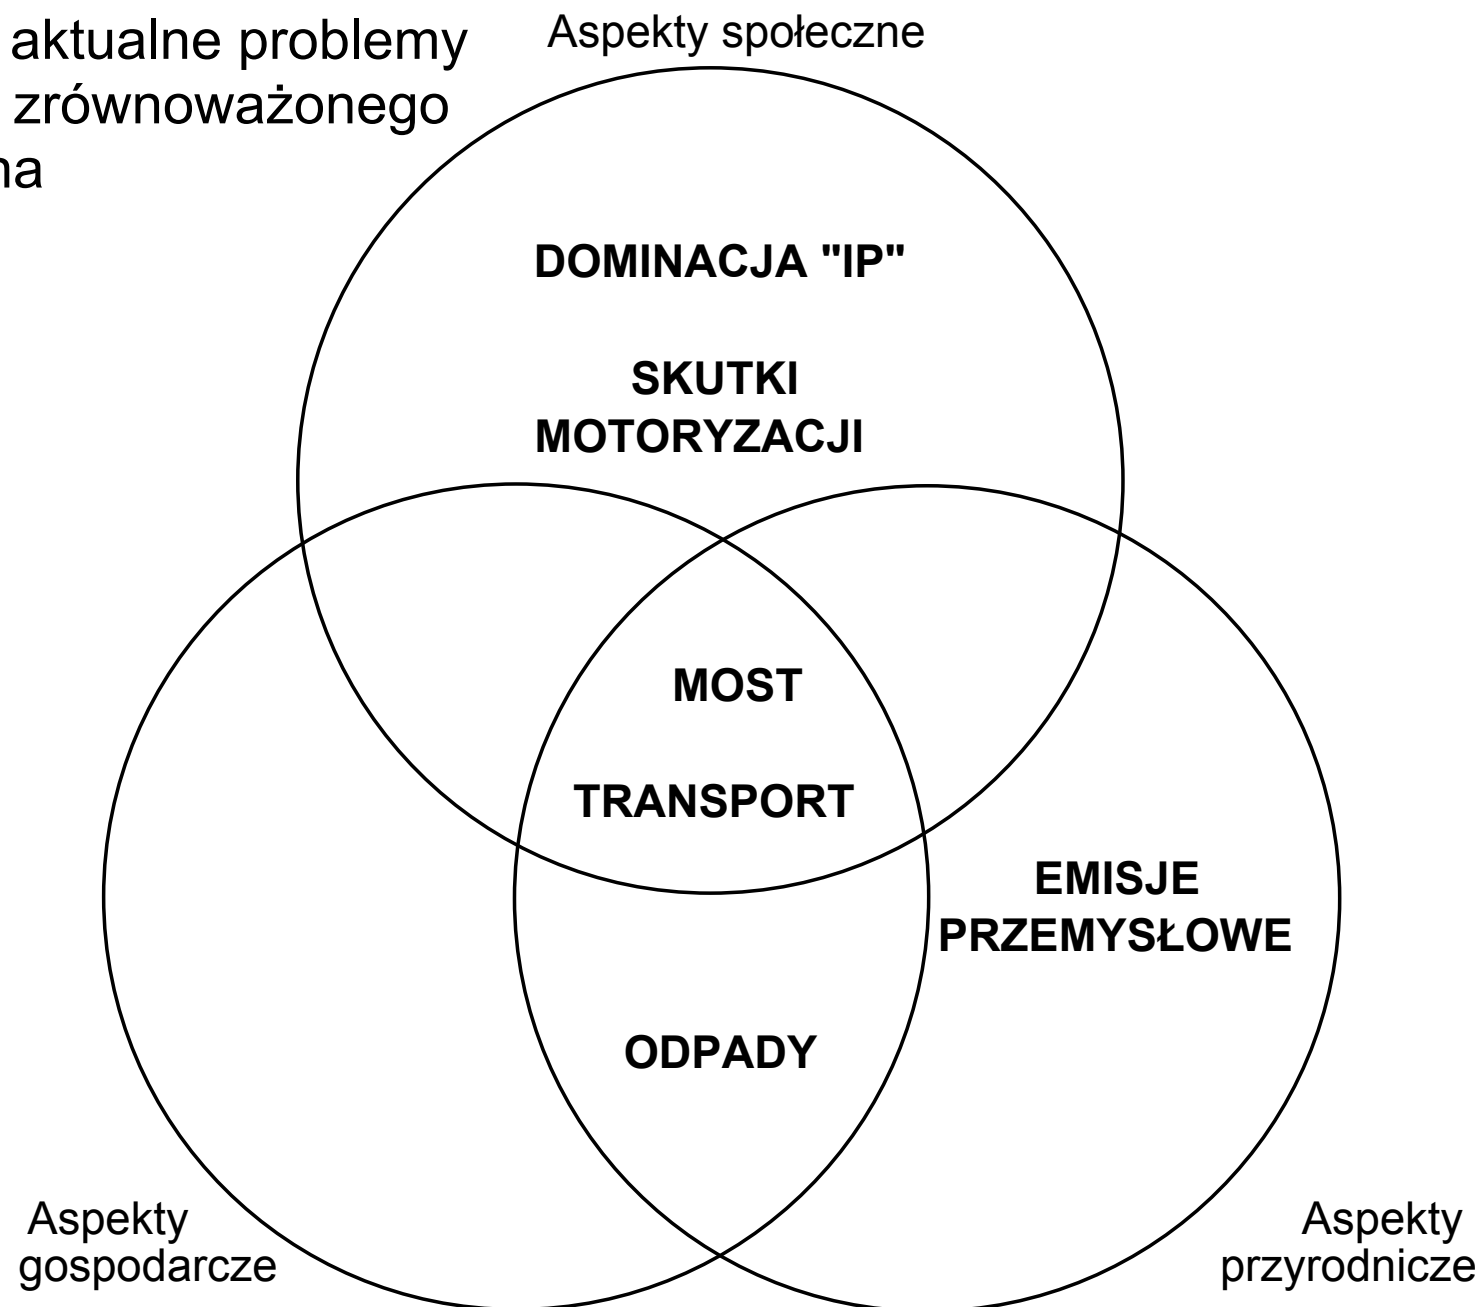 aktualne problemy
zrównoważonego
na
Aspekty społeczne
DOMINACJA "IP"
SKUTKI
MOTORYZACJI
MOST
TRANSPORT
EMISJE
PRZEMYSŁOWE
ODPADY
Aspekty
gospodarcze
Aspekty
przyrodnicze